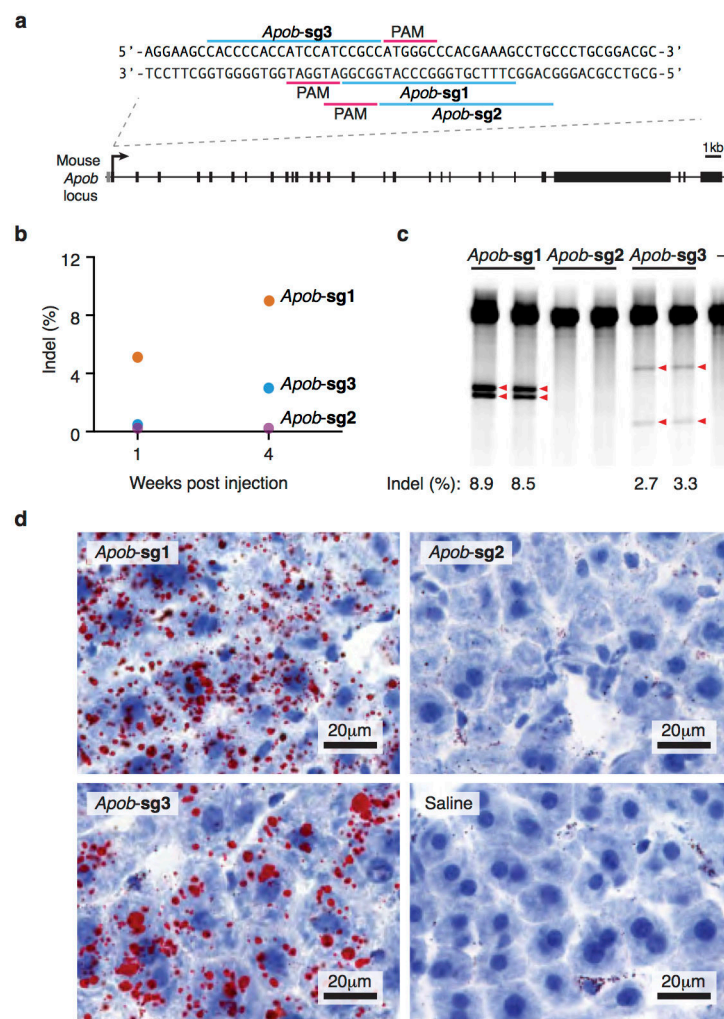 a
Apob-sg3 PAM
5'-AGGAAGCCACCCCACCATCCATCCGCCATGGGCCCACGAAAGCCTGCCCTGCGGACGC-3'
3'-TCCTTCGGTGGGGTGGTAGGTAGGCGGTACCCGGGTGCTTTCGGACGGGACGCCTGCG-5'
PAM Apob-sg1
PAM Apob-sg2
1kb
Mouse
Apob
locus
b
12
8
4
0
Indel (%)
Apob-sg1
Apob-sg3
Apob-sg2
1 4
Weeks post injection
c
Apob-sg1 Apob-sg2 Apob-sg3 –
Indel (%): 8.9 8.5 2.7 3.3
d
Apob-sg1
20μm
Apob-sg2
20μm
Apob-sg3
20μm
Saline
20μm